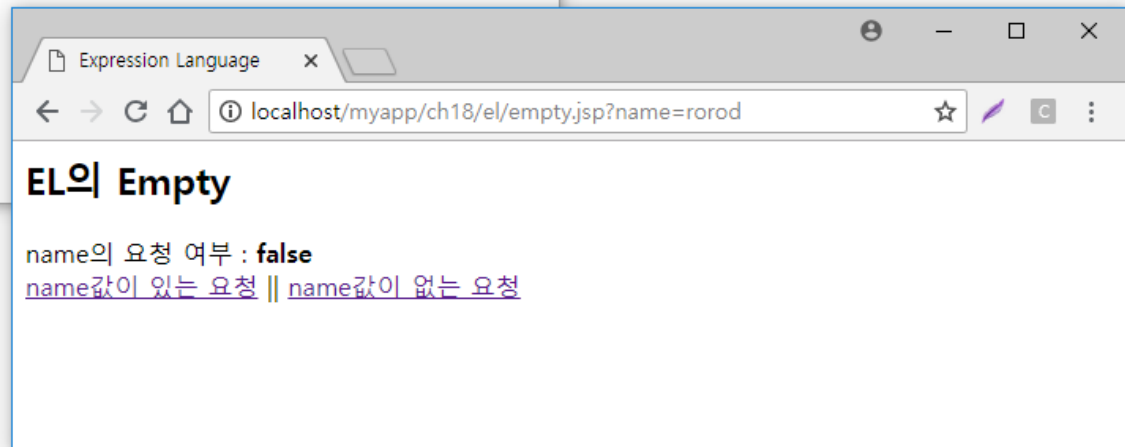 Expression Language
localhost/myapp/ch18/el/empty.jsp?name=rorod
C
EL의 Empty
name의 요청 여부 : false
name값이 있는 요청 || name값이 없는 요청